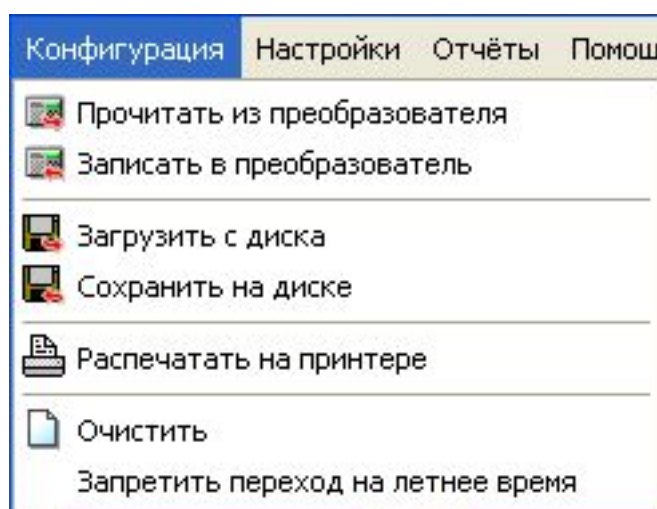 Конфигурация Настройки Отчёты
Прочитать из преобразователя
Записать в преобразователь
Загрузить с диска
Сохранить на диске
Распечатать на принтере
Очистить
Запретить переход на летнее время